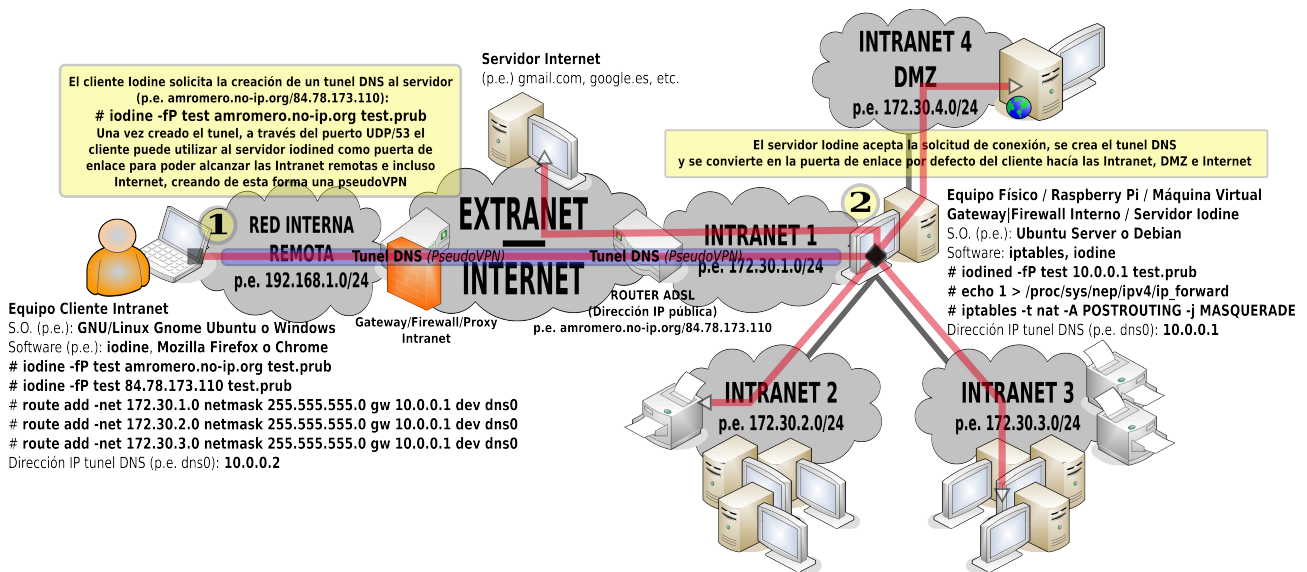 El cliente Iodine solicita la creación de un tunel DNS al servidor
(p.e. amromero.no-ip.org/84.78.173.110):
# iodine -fP test amromero.no-ip.org test.prub
Una vez creado el tunel, a través del puerto UDP/53 el
cliente puede utilizar al servidor iodined como puerta de
enlace para poder alcanzar las Intranet remotas e incluso
Internet, creando de esta forma una pseudoVPN
Servidor Internet
(p.e.) gmail.com, google.es, etc.
INTRANET 4
DMZ
p.e. 172.30.4.0/24
El servidor Iodine acepta la solcitud de conexión, se crea el tunel DNS
y se convierte en la puerta de enlace por defecto del cliente hacía las Intranet, DMZ e Internet
1
RED INTERNA
REMOTA
p.e. 192.168.1.0/24
EXTRANET
INTERNET
Tunel DNS (PseudoVPN)
Tunel DNS (PseudoVPN)
INTRANET 1
p.e. 172.30.1.0/24
2
Equipo Físico / Raspberry Pi / Máquina Virtual
Gateway|Firewall Interno / Servidor Iodine
S.O. (p.e.): Ubuntu Server o Debian
Software: iptables, iodine
# iodined -fP test 10.0.0.1 test.prub
# echo 1 > /proc/sys/nep/ipv4/ip_forward
# iptables -t nat -A POSTROUTING -j MASQUERADE
Dirección IP tunel DNS (p.e. dns0): 10.0.0.1
Gateway/Firewall/Proxy
Intranet
ROUTER ADSL
(Dirección IP pública)
p.e. amromero.no-ip.org/84.78.173.110
Equipo Cliente Intranet
S.O. (p.e.): GNU/Linux Gnome Ubuntu o Windows
Software (p.e.): iodine, Mozilla Firefox o Chrome
# iodine -fP test amromero.no-ip.org test.prub
# iodine -fP test 84.78.173.110 test.prub
# route add -net 172.30.1.0 netmask 255.555.555.0 gw 10.0.0.1 dev dns0
# route add -net 172.30.2.0 netmask 255.555.555.0 gw 10.0.0.1 dev dns0
# route add -net 172.30.3.0 netmask 255.555.555.0 gw 10.0.0.1 dev dns0
Dirección IP tunel DNS (p.e. dns0): 10.0.0.2
INTRANET 2
p.e. 172.30.2.0/24
INTRANET 3
p.e. 172.30.3.0/24